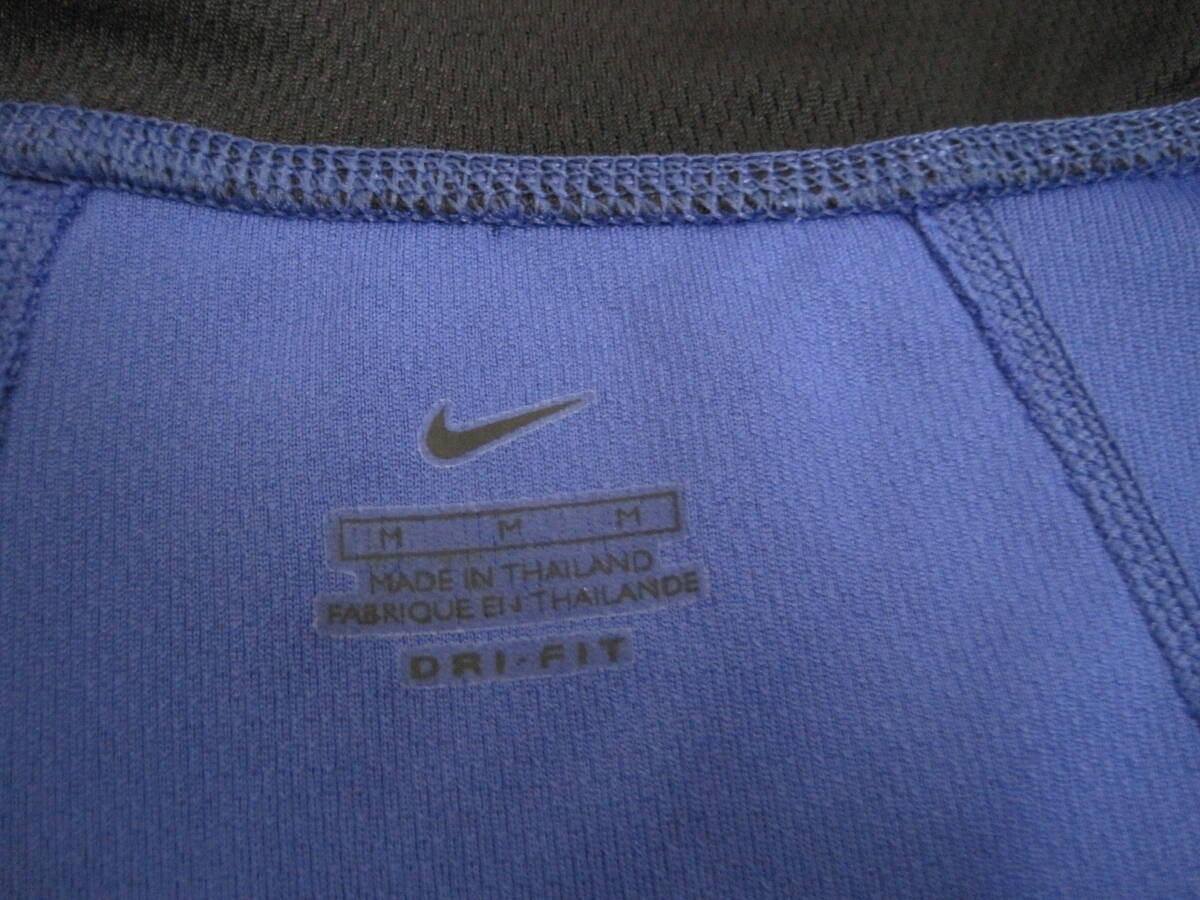 M M M
MADE IN THAILAND
FABRIQUE EN THAILANDE
DRI-FIT